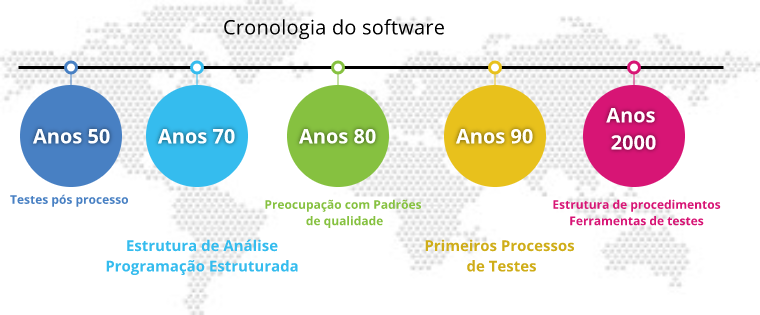 Cronologia do software
Anos 50
Anos 70
Anos 80
Anos 90
Anos
2000
Testes pós processo
Estrutura de Análise
Programação Estruturada
Preocupação com Padrões
de qualidade
Primeiros Processos
de Testes
Estrutura de procedimentos
Ferramentas de testes